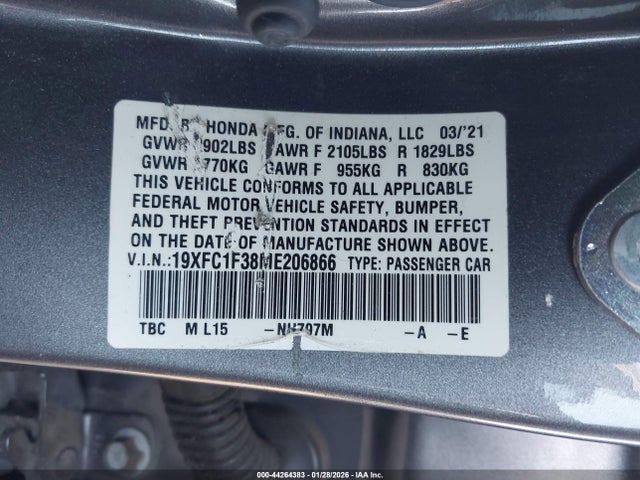 MFD. B HONDA MFG. OF INDIANA, LLC 03/'21
GVWR 902LBS GAWR F 2105LBS R 1829LBS
GVWR 770KG GAWR F 955KG R 830KG
THIS VEHICLE CONFORMS TO ALL APPLICABLE
FEDERAL MOTOR VEHICLE SAFETY, BUMPER,
AND THEFT PREVENTION STANDARDS IN EFFECT
ON THE DATE OF MANUFACTURE SHOWN ABOVE.
V.I.N.:19XFC1F38ME206866 TYPE: PASSENGER CAR
TBC M L15 –NH797M –A –E
000-44264383 | 01/28/2026 | IAA Inc.